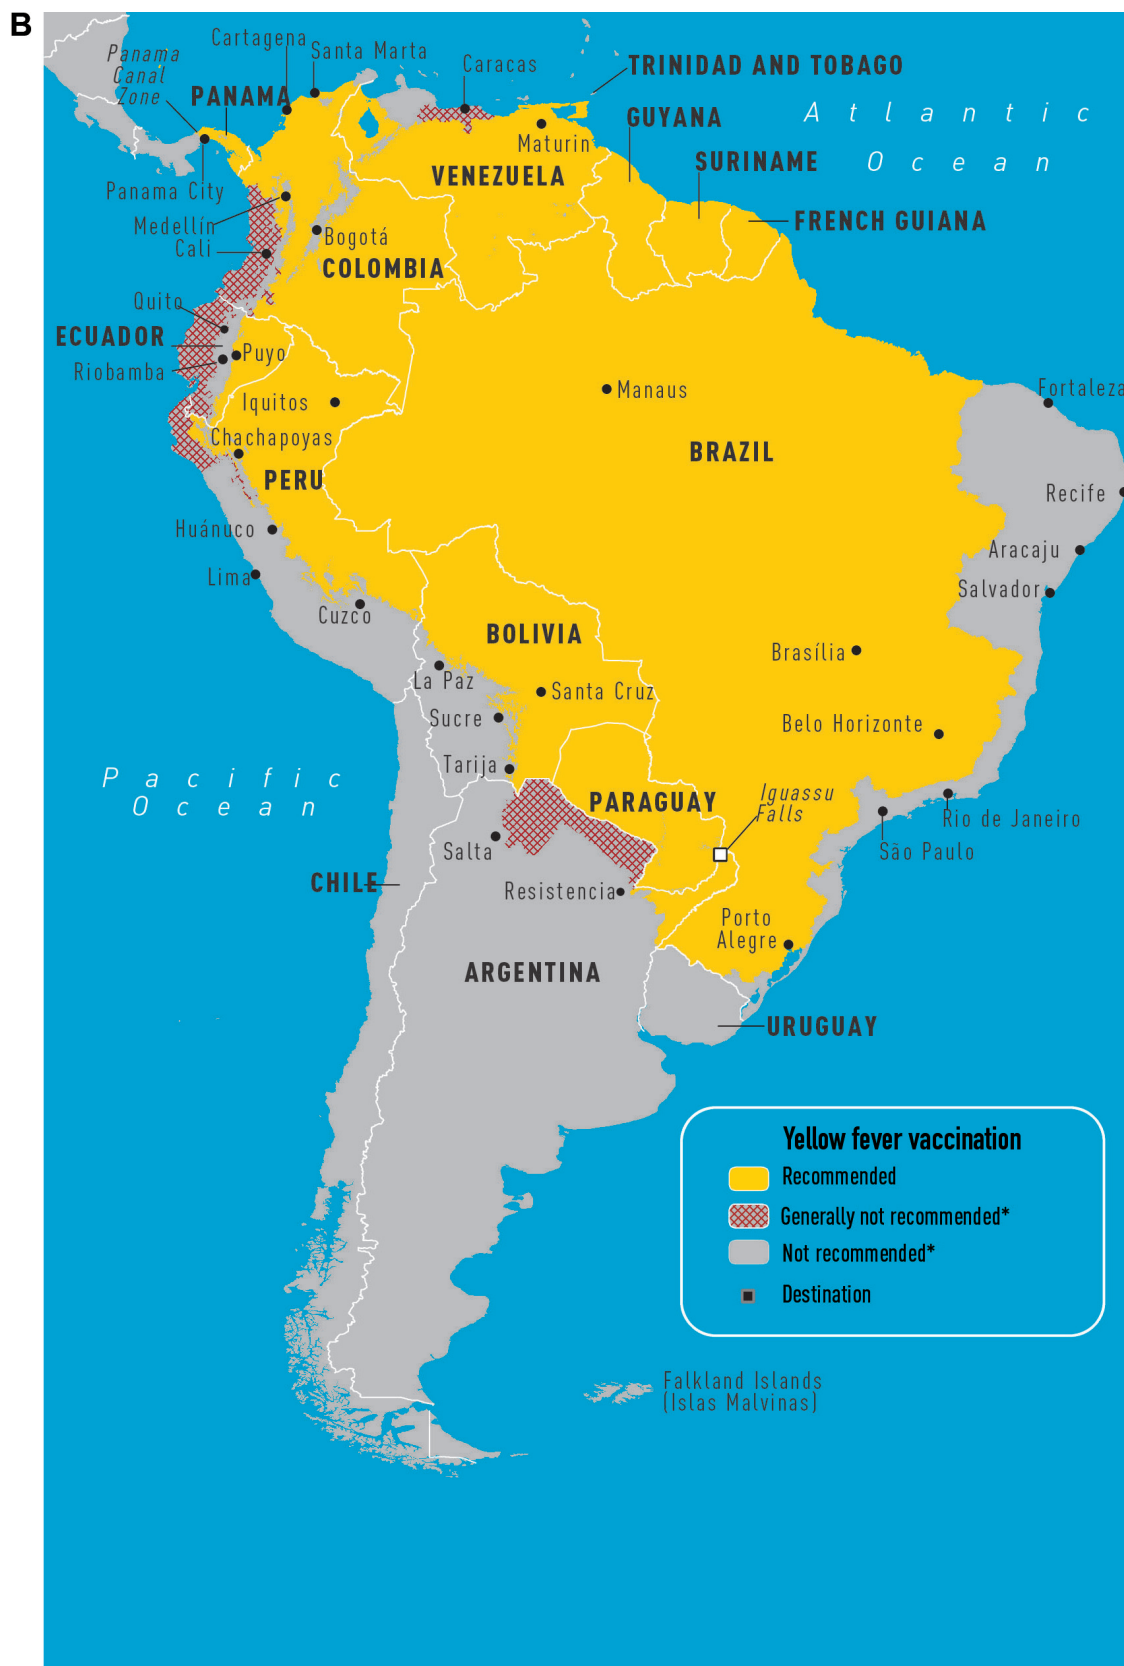 B
Cartagena
Santa Marta
Panama
Canal
Zone
Caracas
TRINIDAD AND TOBAGO
PANAMA
GUYANA
Atlantic
Ocean
Maturin
SURINAME
VENEZUELA
Panama City
FRENCH GUIANA
Medellín
Bogotá
Cali
COLOMBIA
Quito
ECUADOR
Puyo
Riobamba
Manaus
Fortaleza
Iquitos
Chachapoyas
BRAZIL
PERU
Recife
Huánuco
Aracaju
Lima
Salvador
Cuzco
BOLIVIA
Brasília
La Paz
Santa Cruz
Sucre
Belo Horizonte
Tarija
Pacific
Ocean
PARAGUAY
Iguassu
Falls
Rio de Janeiro
Salta
São Paulo
CHILE
Resistencia
Porto
Alegre
ARGENTINA
URUGUAY
Yellow fever vaccination
Recommended
Generally not recommended*
Not recommended*
Destination
Falkland Islands
(Islas Malvinas)